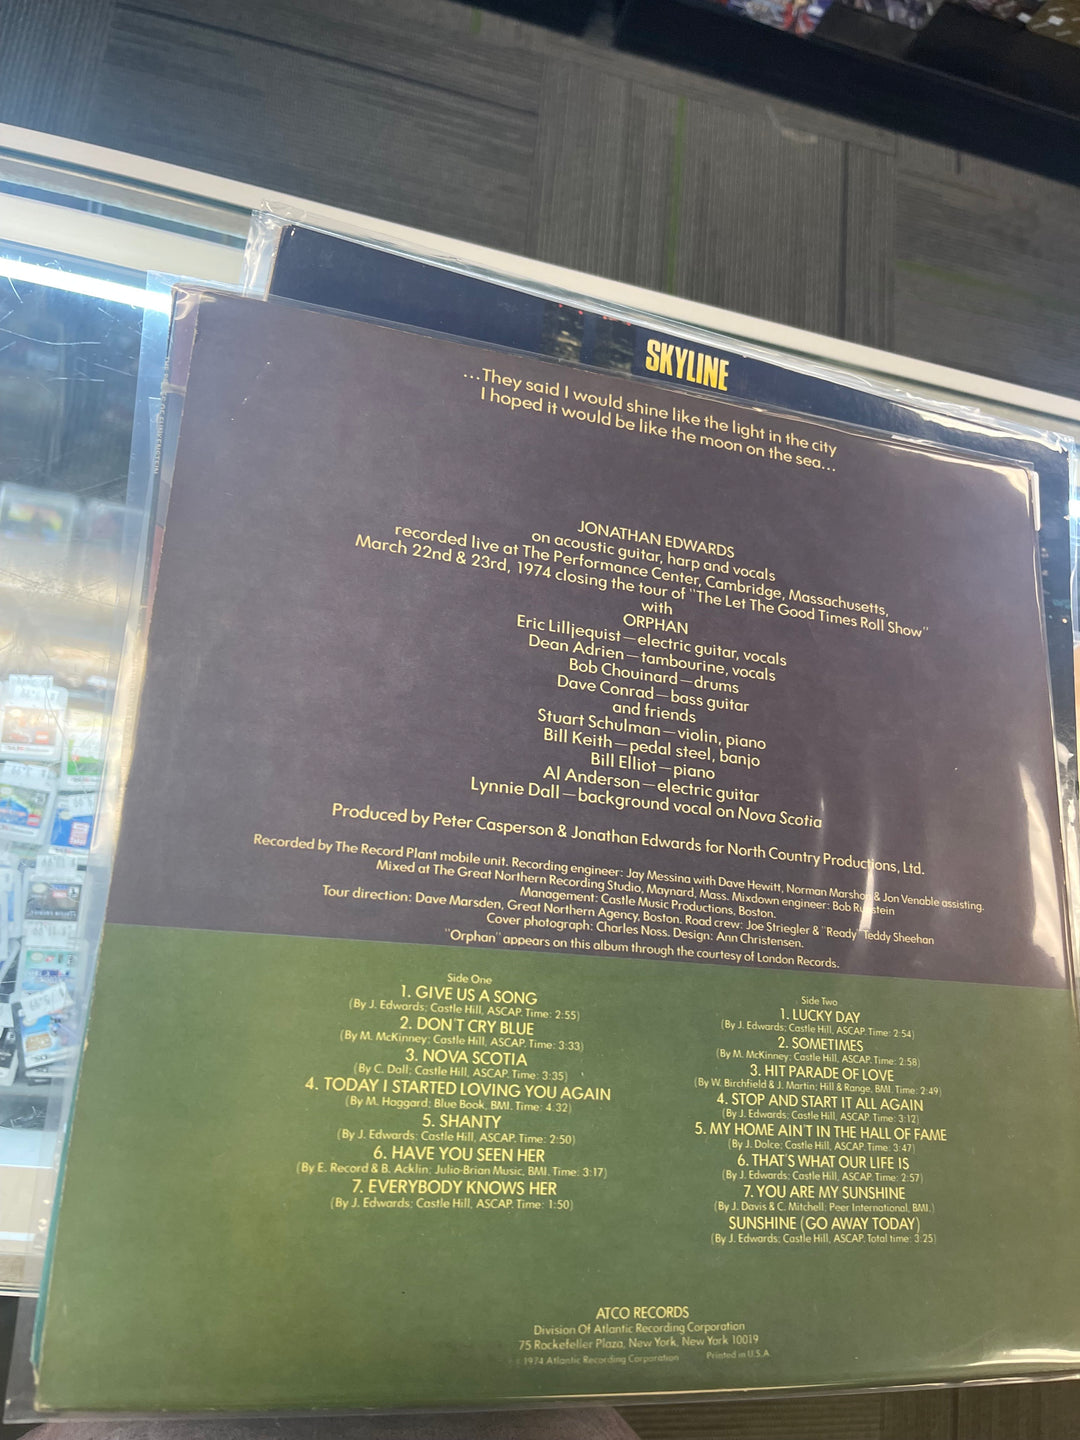 SKYLINE
...They said I would shine like the light in the city
I hoped it would be like the moon on the sea...
JONATHAN EDWARDS
on acoustic guitar, harp and vocals
recorded live at The Performance Center, Cambridge, Massachusetts,
March 22nd & 23rd, 1974 closing the tour of "The Let The Good Times Roll Show"
with
ORPHAN
Eric Lilljequist—electric guitar, vocals
Dean Adrien—tambourine, vocals
Bob Chouinard—drums
Dave Conrad—bass guitar
and friends
Stuart Schulman—violin, piano
Bill Keith—pedal steel, banjo
Bill Elliot—piano
Al Anderson—electric guitar
Lynnie Dall—background vocal on Nova Scotia
Produced by Peter Casperson & Jonathan Edwards for North Country Productions, Ltd.
Recorded by The Record Plant mobile unit. Recording engineer: Jay Messina with Dave Hewitt, Norman Marshon & Jon Venable assisting.
Mixed at The Great Northern Recording Studio, Maynard, Mass. Mixdown engineer: Bob
Management: Castle Music Productions, Boston.
Tour direction: Dave Marsden, Great Northern Agency, Boston. Road crew: Joe Striegler & "Ready" Teddy Sheehan
Cover photograph: Charles Noss. Design: Ann Christensen.
"Orphan" appears on this album through the courtesy of London Records.
Side One
1. GIVE US A SONG
(By J. Edwards; Castle Hill, ASCAP. Time: 2:55)
2. DON'T CRY BLUE
(By M. McKinney; Castle Hill, ASCAP. Time: 3:33)
3. NOVA SCOTIA
(By C. Dall; Castle Hill, ASCAP. Time: 3:35)
4. TODAY I STARTED LOVING YOU AGAIN
(By M. Haggard; Blue Book, BMI. Time: 4:32)
5. SHANTY
(By J. Edwards; Castle Hill, ASCAP. Time: 2:50)
6. HAVE YOU SEEN HER
(By E. Record & B. Acklin; Julio-Brian Music, BMI. Time: 3:17)
7. EVERYBODY KNOWS HER
(By J. Edwards; Castle Hill, ASCAP. Time: 1:50)
Side Two
1. LUCKY DAY
(By J. Edwards; Castle Hill, ASCAP. Time: 2:54)
2. SOMETIMES
(By M. McKinney; Castle Hill, ASCAP. Time: 2:58)
3. HIT PARADE OF LOVE
(By W. Birchfield & J. Martin; Hill & Range, BMI. Time: 2:49)
4. STOP AND START IT ALL AGAIN
(By J. Edwards; Castle Hill, ASCAP. Time: 3:12)
5. MY HOME AIN'T IN THE HALL OF FAME
(By J. Dolce; Castle Hill, ASCAP. Time: 3:47)
6. THAT'S WHAT OUR LIFE IS
(By J. Edwards; Castle Hill, ASCAP. Time: 2:57)
7. YOU ARE MY SUNSHINE
(By J. Davis & C. Mitchell; Peer International, BMI.)
SUNSHINE (GO AWAY TODAY)
(By J. Edwards; Castle Hill, ASCAP. Total time: 3:25)
ATCO RECORDS
Division Of Atlantic Recording Corporation
75 Rockefeller Plaza, New York, New York 10019
1974 Atlantic Recording Corporation Printed in U.S.A.